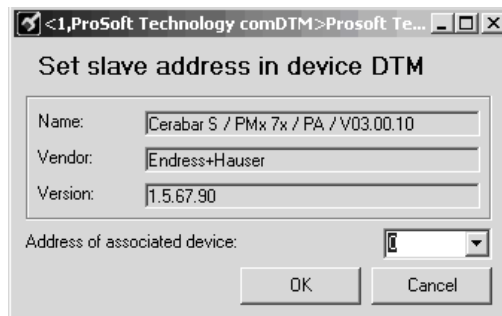 <1,ProSoft Technology comDTM>Prosoft Te...
Set slave address in device DTM
Name: Cerabar S / PMx 7x / PA / V03.00.10
Vendor: Endress+Hauser
Version: 1.5.67.90
Address of associated device:
OK Cancel